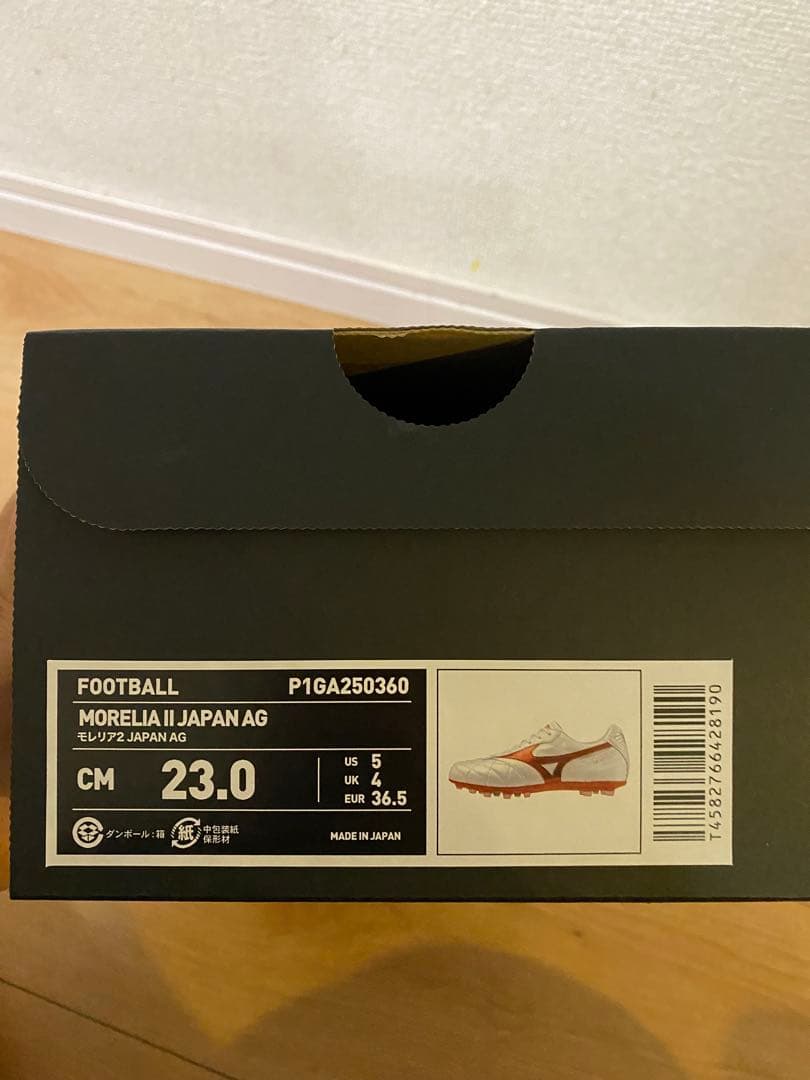 FOOTBALL P1GA250360
MORELIA II JAPAN AG
モレリア2 JAPAN AG
CM 23.0
US 5
UK 4
EUR 36.5
ダンボール:箱
紙
中包装紙
保形材
MADE IN JAPAN
T4582766428190